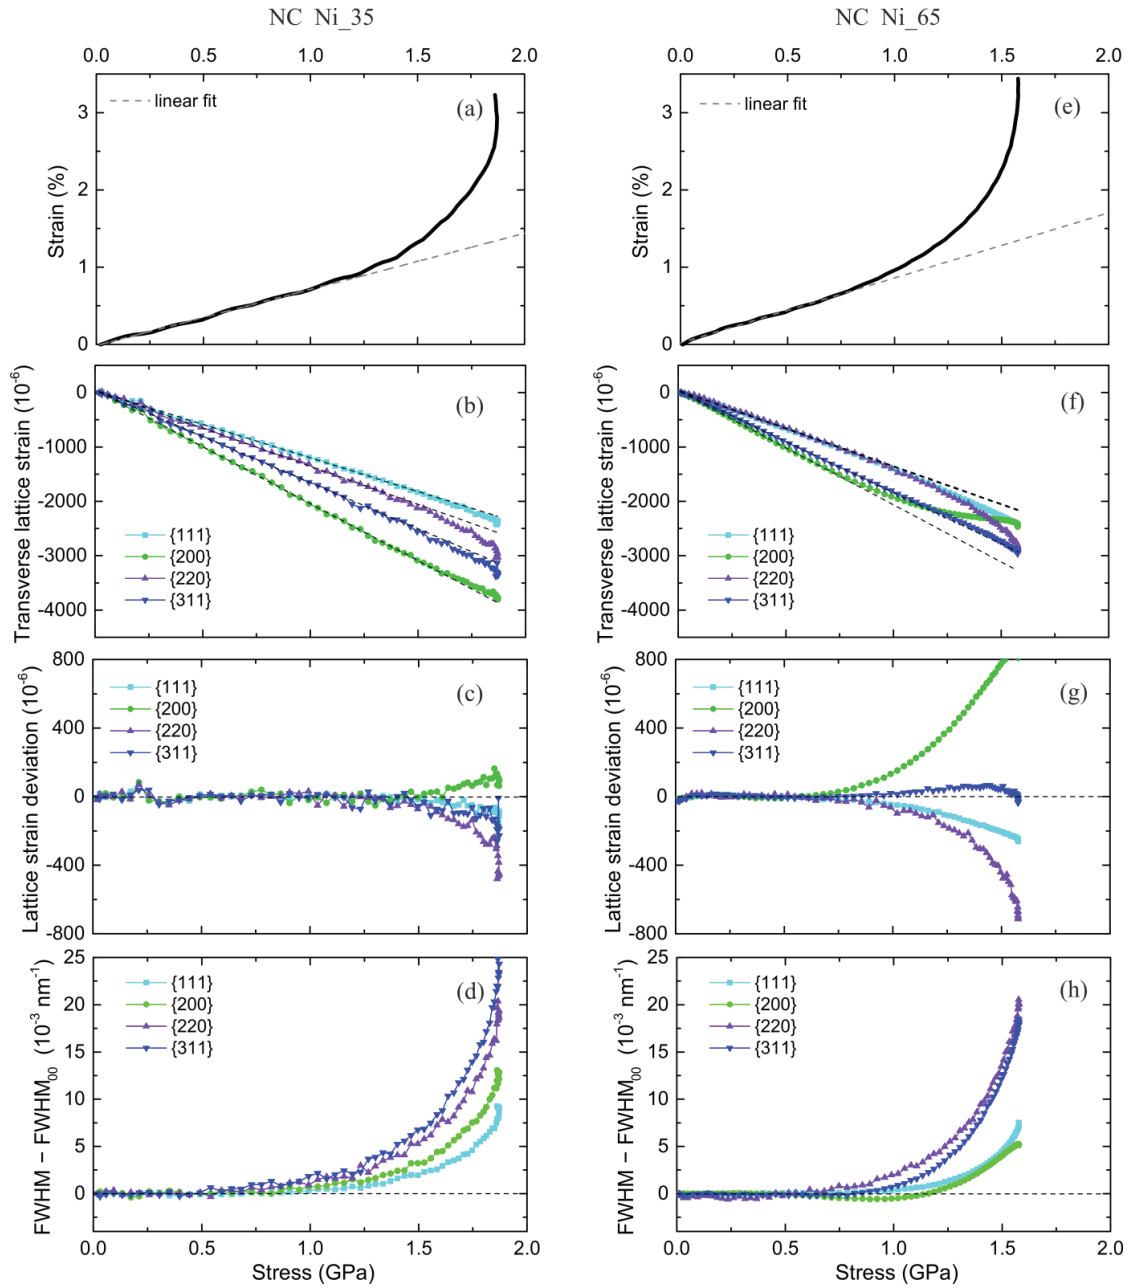 NC Ni_35
0.0 0.5 1.0 1.5 2.0
linear fit
(a)
3
2
1
0
Strain (%)
(b)
0
-1000
-2000
-3000
-4000
Transverse lattice strain (10⁻⁶)
{111}
{200}
{220}
{311}
800
400
0
-400
-800
Lattice strain deviation (10⁻⁶)
{111}
{200}
{220}
{311}
(c)
25
20
15
10
5
0
FWHM − FWHM₀₀ (10⁻³ nm⁻¹)
{111}
{200}
{220}
{311}
(d)
0.0 0.5 1.0 1.5 2.0
Stress (GPa)
NC Ni_65
0.0 0.5 1.0 1.5 2.0
linear fit
(e)
3
2
1
0
Strain (%)
(f)
0
-1000
-2000
-3000
-4000
Transverse lattice strain (10⁻⁶)
{111}
{200}
{220}
{311}
800
400
0
-400
-800
Lattice strain deviation (10⁻⁶)
{111}
{200}
{220}
{311}
(g)
25
20
15
10
5
0
FWHM − FWHM₀₀ (10⁻³ nm⁻¹)
{111}
{200}
{220}
{311}
(h)
0.0 0.5 1.0 1.5 2.0
Stress (GPa)